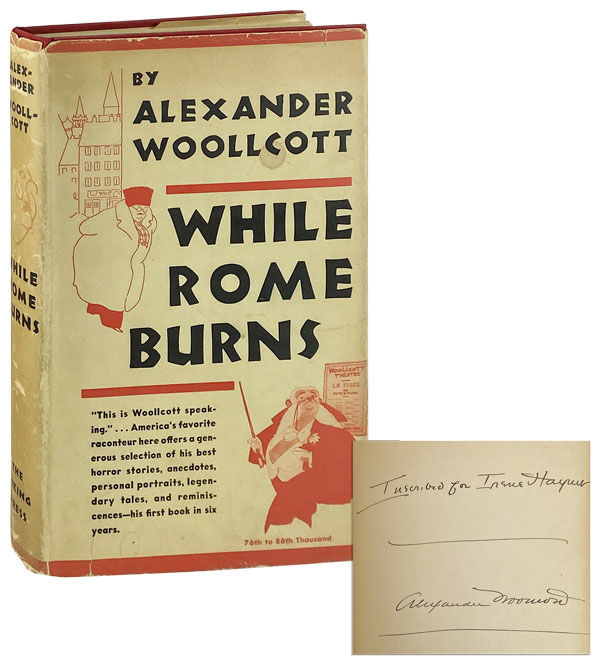 ALEX-
ANDER
WOOLL-
COTT
WHILE
ROME
BURNS
THE
VIKING
PRESS
BY
ALEXANDER
WOOLLCOTT
WHILE
ROME
BURNS
WOOLLCOTT
THEATRE
"This is Woollcott speak-
ing." . . . America's favorite
raconteur here offers a gen-
erous selection of his best
horror stories, anecdotes,
personal portraits, legen-
dary tales, and reminis-
cences—his first book in six
years.
76th to 86th Thousand
Inscribed for Irene Haynes
Alexander Woollcott